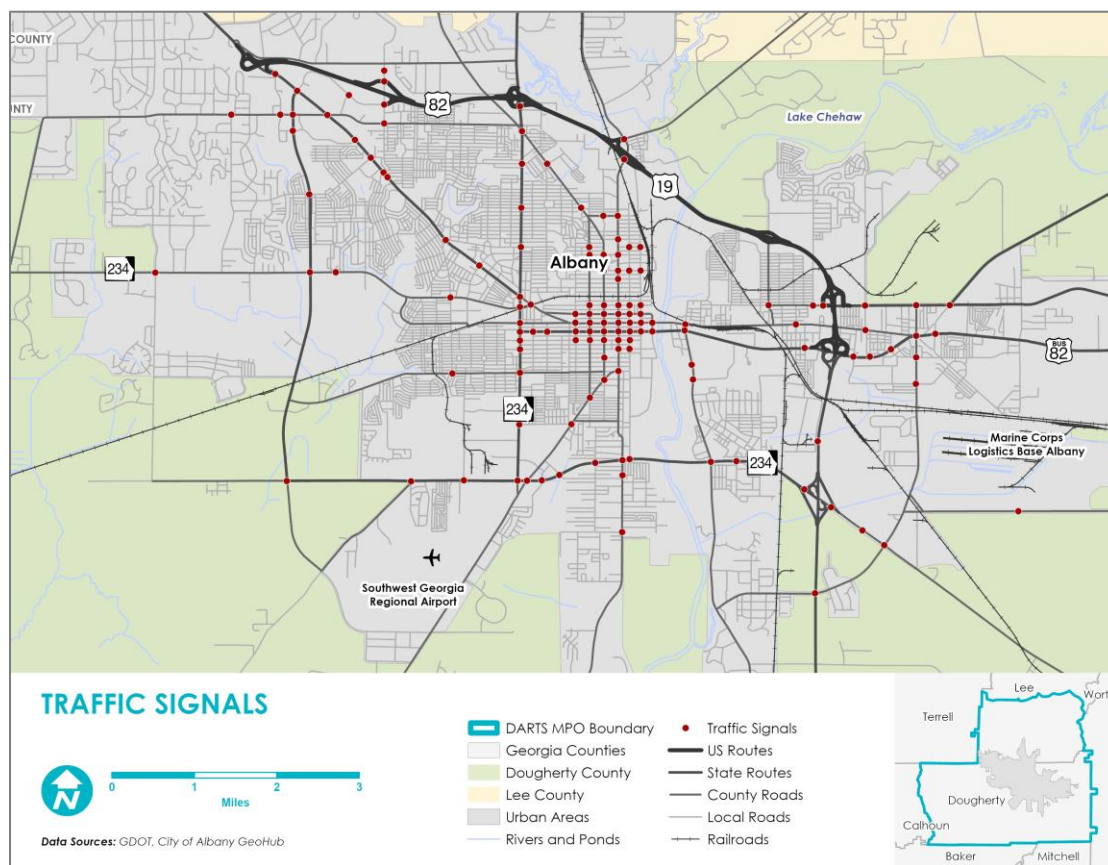 COUNTY
UNTY
82
Lake Chehaw
19
Albany
234
BUS
82
234
Marine Corps
Logistics Base Albany
234
Southwest Georgia
Regional Airport
TRAFFIC SIGNALS
N
0 1 2 3
Miles
Data Sources: GDOT, City of Albany GeoHub
DARTS MPO Boundary
Georgia Counties
Dougherty County
Lee County
Urban Areas
Rivers and Ponds
Traffic Signals
US Routes
State Routes
County Roads
Local Roads
Railroads
Lee
Wort
Terrell
Dougherty
Calhoun
Baker
Mitchell